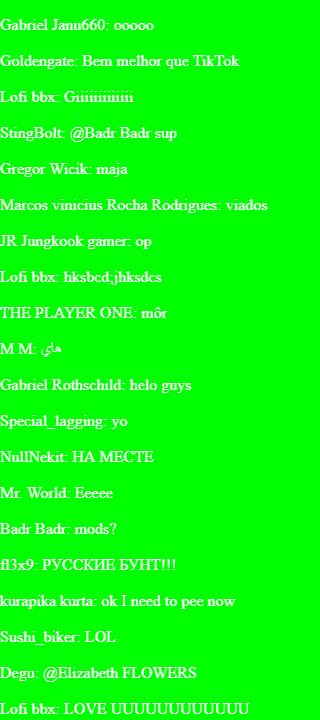 Gabriel Janu660: ooooo
Goldengate: Bem melhor que TikTok
Lofi bbx: Giiiiiiiiiiiii
StingBolt: @Badr Badr sup
Gregor Wicik: maja
Marcos vinicius Rocha Rodrigues: viados
JR Jungkook gamer: op
Lofi bbx: hksbcd,jhksdcs
THE PLAYER ONE: môr
M M: هاي
Gabriel Rothschild: helo guys
Special_lagging: yo
NullNekit: НА МЕСТЕ
Mr. World: Eeeee
Badr Badr: mods?
fl3x9: РУССКИЕ БУНТ!!!
kurapika kurta: ok I need to pee now
Sushi_biker: LOL
Degu: @Elizabeth FLOWERS
Lofi bbx: LOVE UUUUUUUUUUUU